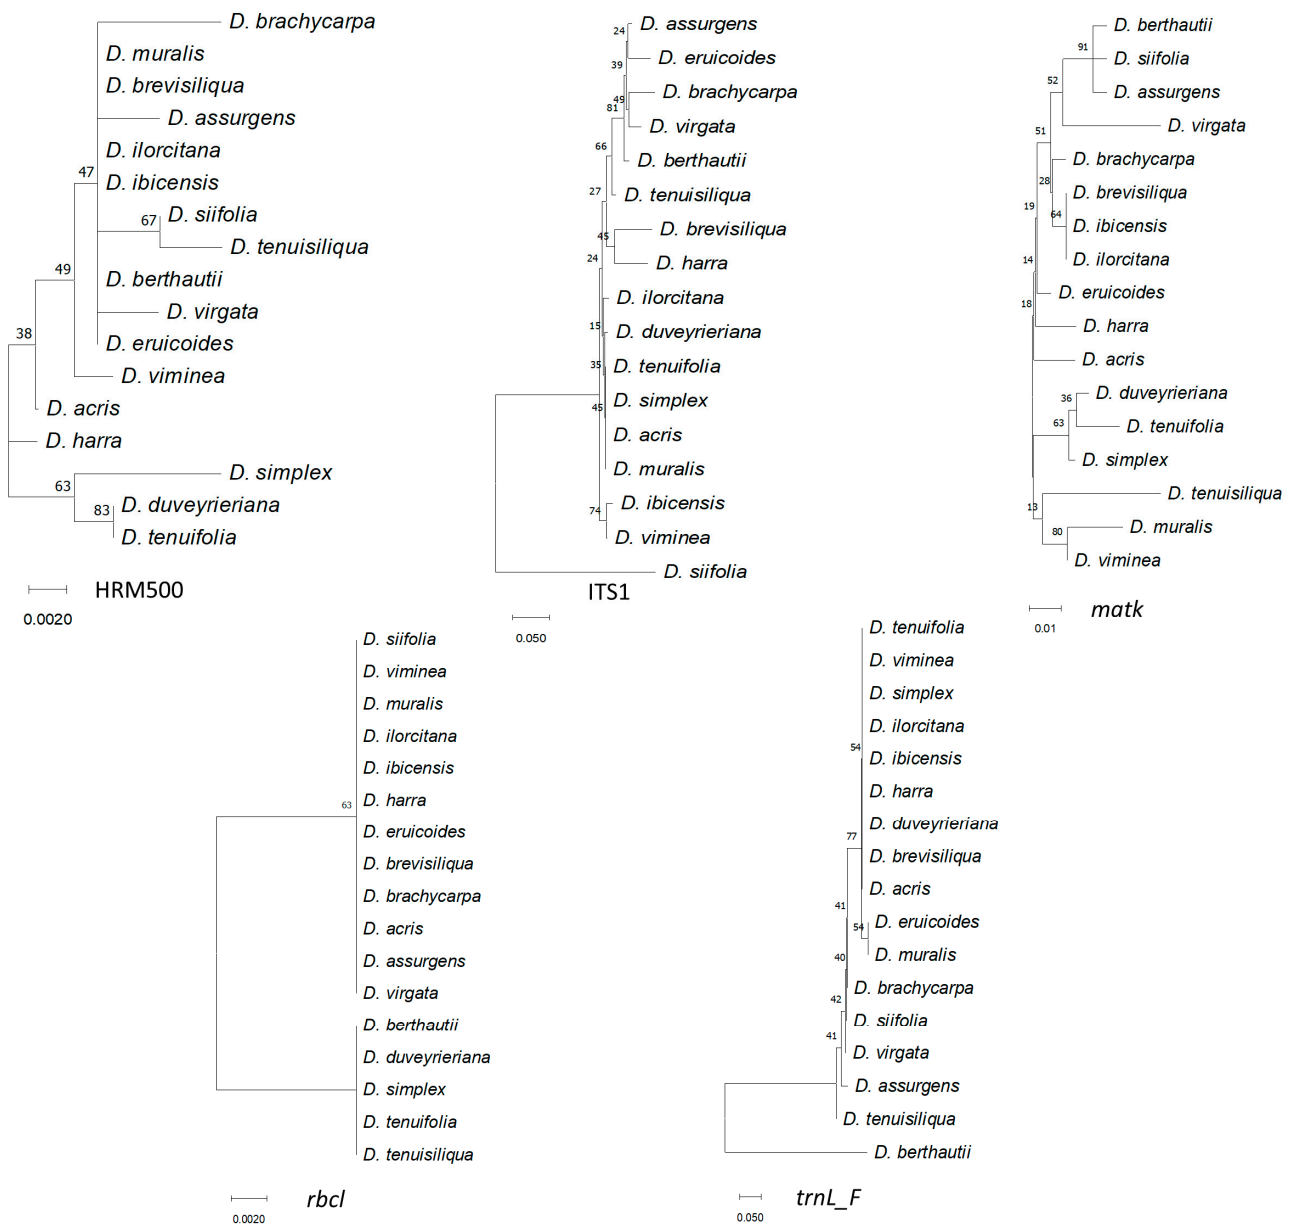 D. brachycarpa
D. muralis
D. brevisiliqua
D. assurgens
D. ilorcitana
47
D. ibicensis
67
D. siifolia
D. tenuisiliqua
49
D. berthautii
D. virgata
38
D. eruicoides
D. viminea
D. acris
D. harra
D. simplex
63
D. duveyrieriana
83
D. tenuifolia
HRM500
0.0020
D. assurgens
24
D. eruicoides
39
D. brachycarpa
49
81
D. virgata
66
D. berthautii
27
D. tenuisiliqua
D. brevisiliqua
45
D. harra
24
D. ilorcitana
15
D. duveyrieriana
35
D. tenuifolia
D. simplex
45
D. acris
D. muralis
D. ibicensis
74
D. viminea
D. siifolia
ITS1
0.050
D. berthautii
91
D. siifolia
52
D. assurgens
D. virgata
51
D. brachycarpa
28
D. brevisiliqua
19
64
D. ibicensis
14
D. ilorcitana
D. eruicoides
18
D. harra
D. acris
D. duveyrieriana
36
D. tenuifolia
63
D. simplex
D. tenuisiliqua
13
D. muralis
80
D. viminea
matk
0.01
D. siifolia
D. viminea
D. muralis
D. ilorcitana
D. ibicensis
D. harra
63
D. eruicoides
D. brevisiliqua
D. brachycarpa
D. acris
D. assurgens
D. virgata
D. berthautii
D. duveyrieriana
D. simplex
D. tenuifolia
D. tenuisiliqua
rbcl
0.0020
D. tenuifolia
D. viminea
D. simplex
D. ilorcitana
54
D. ibicensis
D. harra
D. duveyrieriana
77
D. brevisiliqua
D. acris
41
D. eruicoides
54
D. muralis
40
D. brachycarpa
42
D. siifolia
41
D. virgata
D. assurgens
D. tenuisiliqua
D. berthautii
trnL_F
0.050